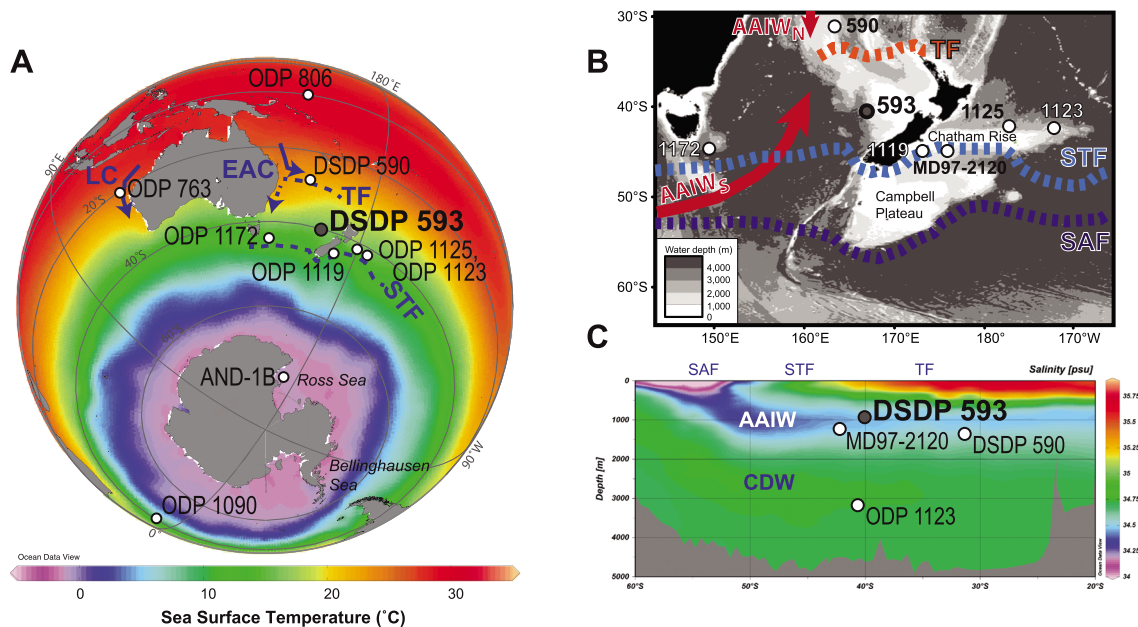 A
ODP 806
180°E
90°E
LC
ODP 763
20°S
EAC
DSDP 590
TF
DSDP 593
ODP 1172
40°S
ODP 1125,
ODP 1123
ODP 1119
STF
AND-1B
Ross Sea
Bellinghausen
Sea
90°W
ODP 1090
0°
Ocean Data View
0
10
20
30
Sea Surface Temperature (˚C)
B
30°S
40°S
50°S
60°S
AAIWN
590
TF
593
1125
1123
1172
1119
Chatham Rise
MD97-2120
STF
AAIWS
Campbell
Plateau
SAF
Water depth (m)
4,000
3,000
2,000
1,000
0
150°E
160°E
170°E
180°
170°W
C
SAF
STF
TF
Salinity [psu]
0
1000
2000
3000
4000
5000
Depth [m]
AAIW
DSDP 593
MD97-2120
DSDP 590
CDW
ODP 1123
60°S
50°S
40°S
30°S
20°S
Ocean Data View
35.75
35.5
35.25
35
34.75
34.5
34.25
34